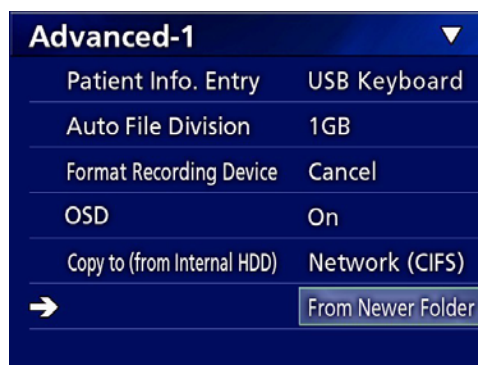 Advanced-1
Patient Info. Entry USB Keyboard
Auto File Division 1GB
Format Recording Device Cancel
OSD On
Copy to (from Internal HDD) Network (CIFS)
From Newer Folder